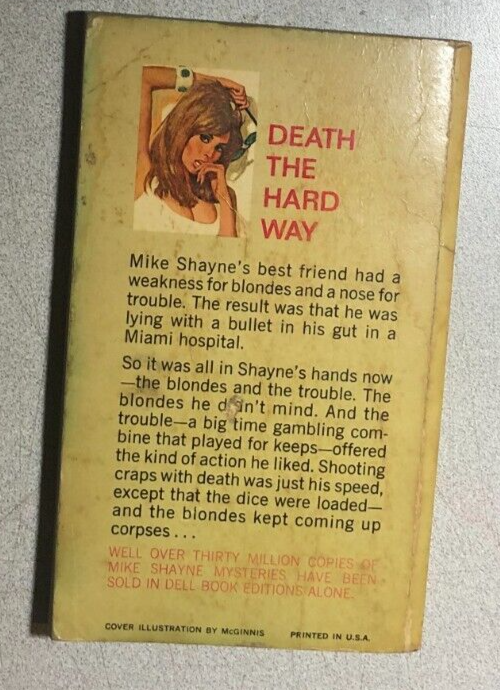 DEATH
THE
HARD
WAY
Mike Shayne's best friend had a
weakness for blondes and a nose for
trouble. The result was that he was
lying with a bullet in his gut in a
Miami hospital.
So it was all in Shayne's hands now
—the blondes and the trouble. The
blondes he didn't mind. And the
trouble—a big time gambling com-
bine that played for keeps—offered
the kind of action he liked. Shooting
craps with death was just his speed,
except that the dice were loaded—
and the blondes kept coming up
corpses . . .
WELL OVER THIRTY MILLION COPIES OF
MIKE SHAYNE MYSTERIES HAVE BEEN
SOLD IN DELL BOOK EDITIONS ALONE.
COVER ILLUSTRATION BY McGINNIS PRINTED IN U.S.A.